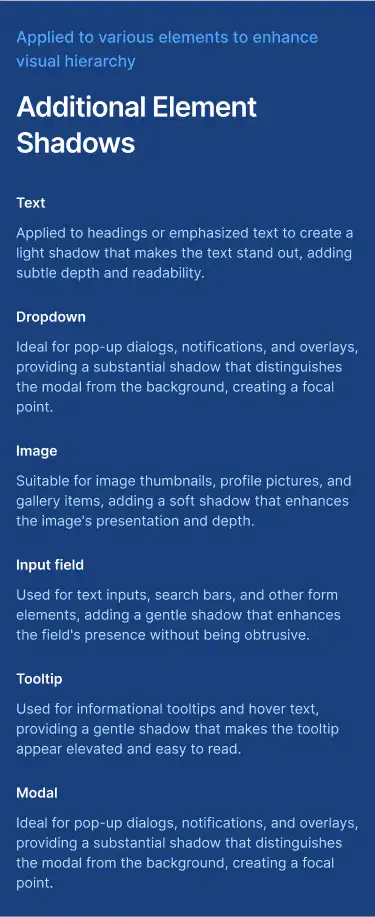 Applied to various elements to enhance
visual hierarchy
Additional Element
Shadows
Text
Applied to headings or emphasized text to create a
light shadow that makes the text stand out, adding
subtle depth and readability.
Dropdown
Ideal for pop-up dialogs, notifications, and overlays,
providing a substantial shadow that distinguishes
the modal from the background, creating a focal
point.
Image
Suitable for image thumbnails, profile pictures, and
gallery items, adding a soft shadow that enhances
the image's presentation and depth.
Input field
Used for text inputs, search bars, and other form
elements, adding a gentle shadow that enhances
the field's presence without being obtrusive.
Tooltip
Used for informational tooltips and hover text,
providing a gentle shadow that makes the tooltip
appear elevated and easy to read.
Modal
Ideal for pop-up dialogs, notifications, and overlays,
providing a substantial shadow that distinguishes
the modal from the background, creating a focal
point.